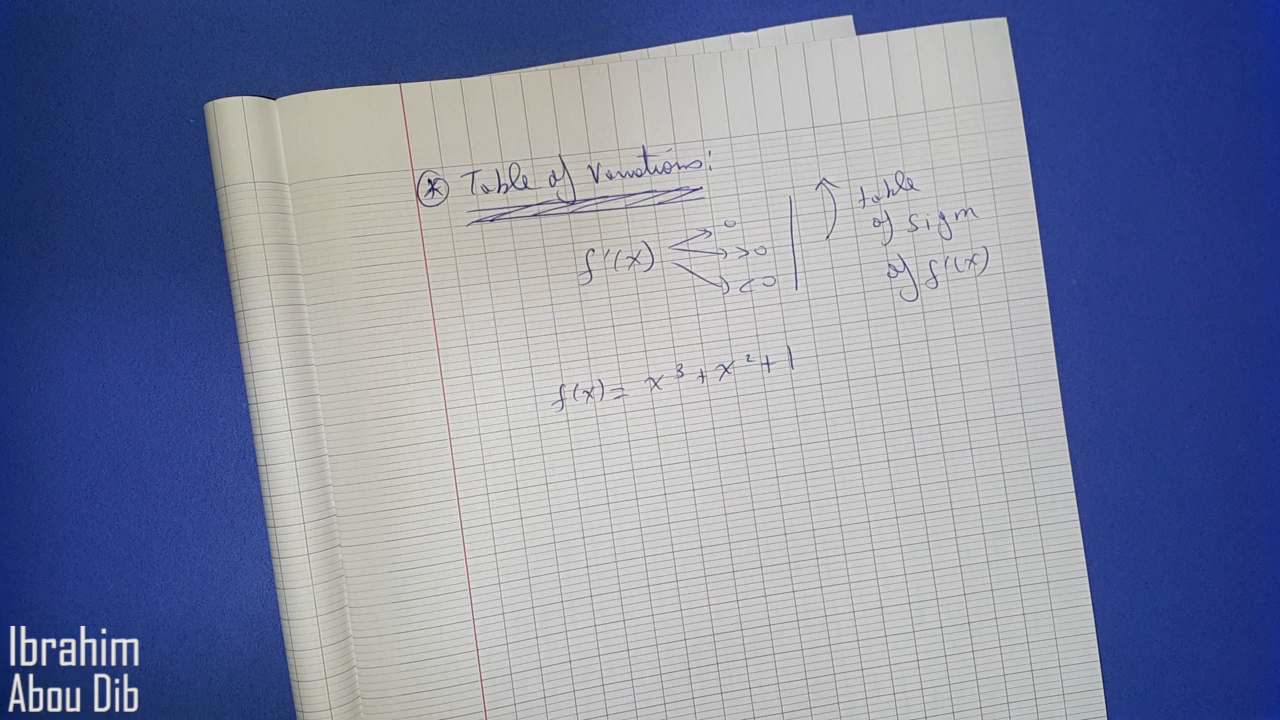 * Table of Variations:
f'(x) → 0
→ > 0
→ < 0
table
of sign
of f'(x)
f(x) = x³ + x² + 1
Ibrahim
Abou Dib